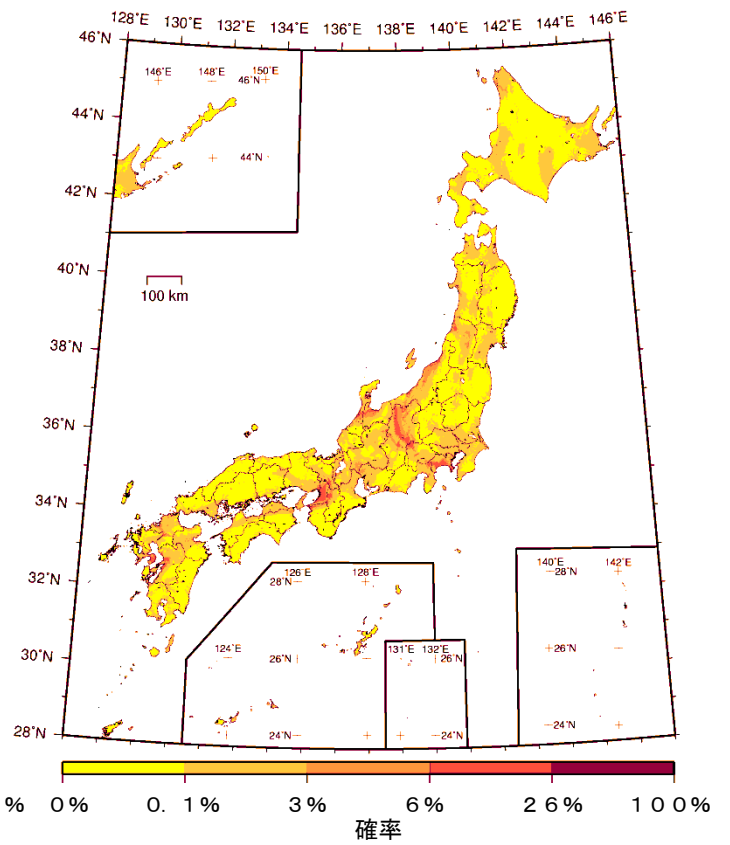 128°E 130°E 132°E 134°E 136°E 138°E 140°E 142°E 144°E 146°E
46°N
146°E 148°E 150°E
46°N
44°N
44°N
42°N
40°N
100 km
38°N
36°N
34°N
32°N
126°E 128°E
28°N
140°E 142°E
28°N
30°N
124°E
26°N
131°E 132°E
26°N
26°N
28°N
24°N
24°N
24°N
% 0% 0.1% 3% 6% 26% 100%
確率